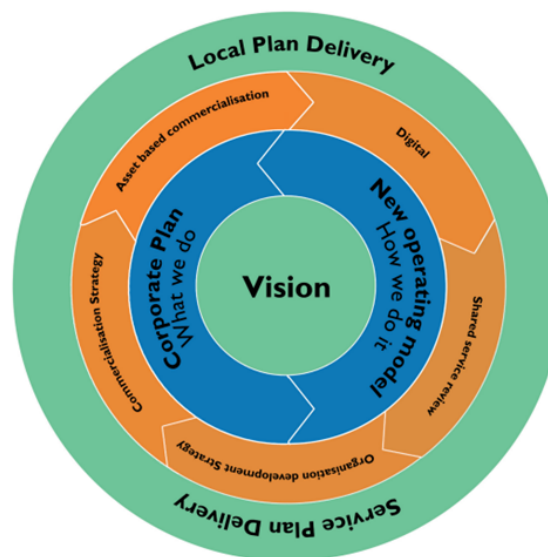 Local Plan Delivery
Asset based commercialisation
Digital
Corporate Plan
What we do
New operating model
How we do it
Vision
Commercialisation Strategy
Shared service review
Organisation development Strategy
Service Plan Delivery